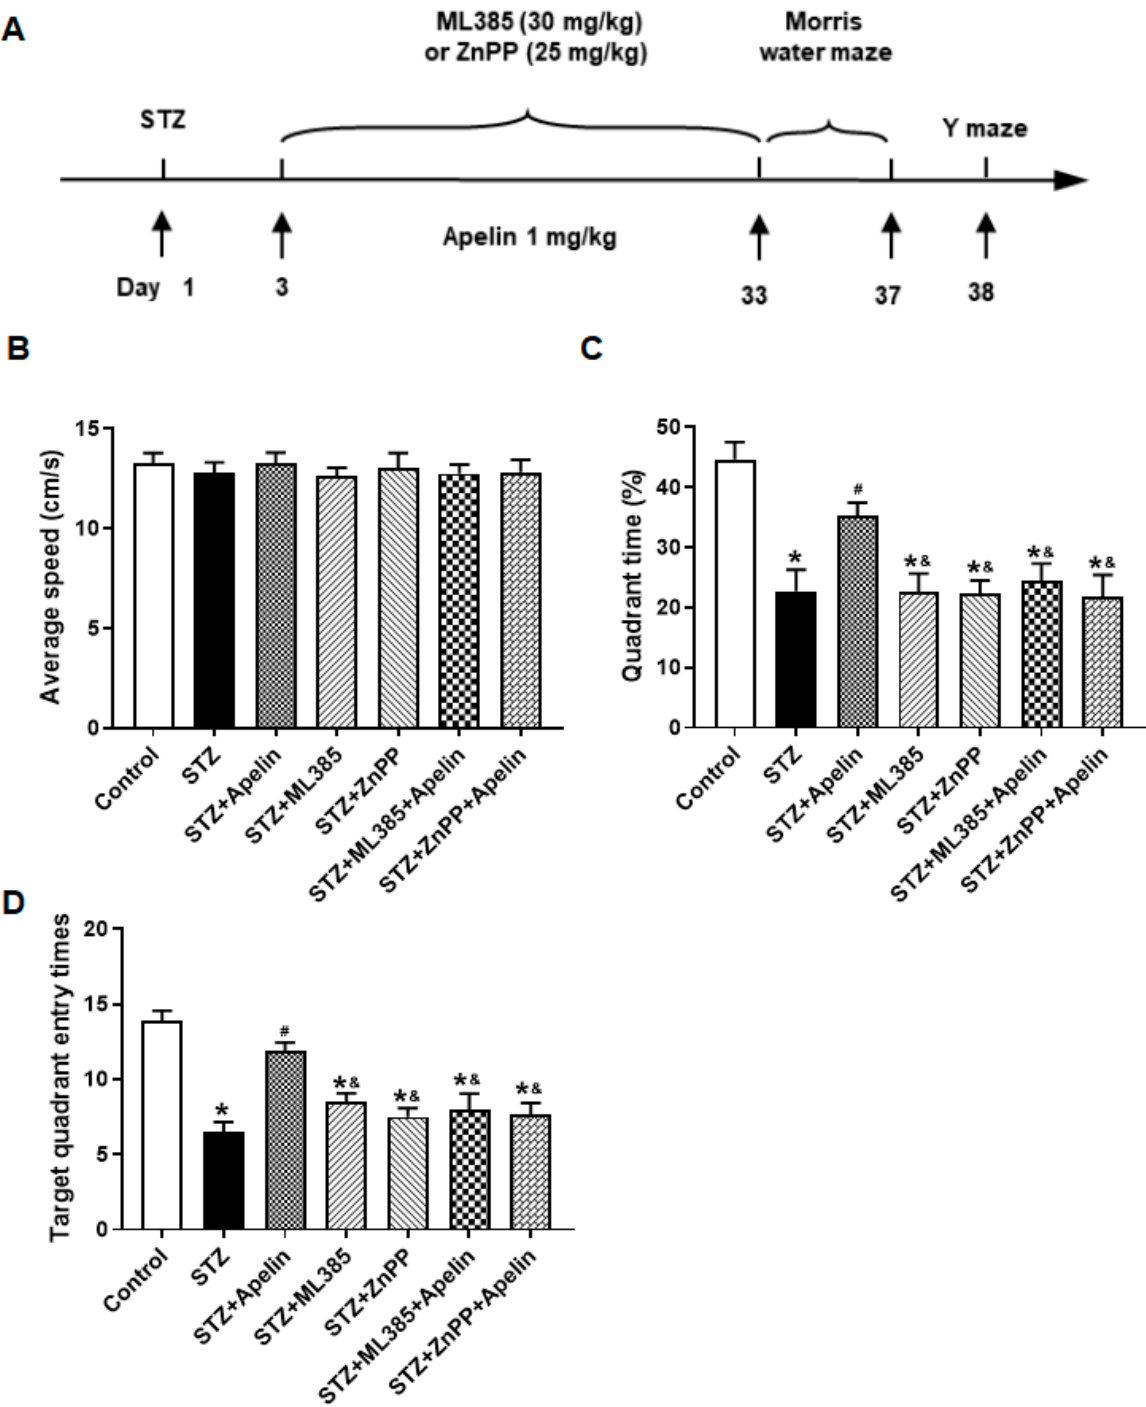 A
ML385 (30 mg/kg)
or ZnPP (25 mg/kg)
Morris
water maze
STZ
Y maze
Apelin 1 mg/kg
Day 1 3 33 37 38
B
Average speed (cm/s)
15
10
5
0
Control
STZ
STZ+Apelin
STZ+ML385
STZ+ZnPP
STZ+ML385+Apelin
STZ+ZnPP+Apelin
C
Quadrant time (%)
50
40
30
20
10
0
*
#
*&
*&
*&
*&
Control
STZ
STZ+Apelin
STZ+ML385
STZ+ZnPP
STZ+ML385+Apelin
STZ+ZnPP+Apelin
D
Target quadrant entry times
20
15
10
5
0
*
#
*&
*&
*&
*&
Control
STZ
STZ+Apelin
STZ+ML385
STZ+ZnPP
STZ+ML385+Apelin
STZ+ZnPP+Apelin